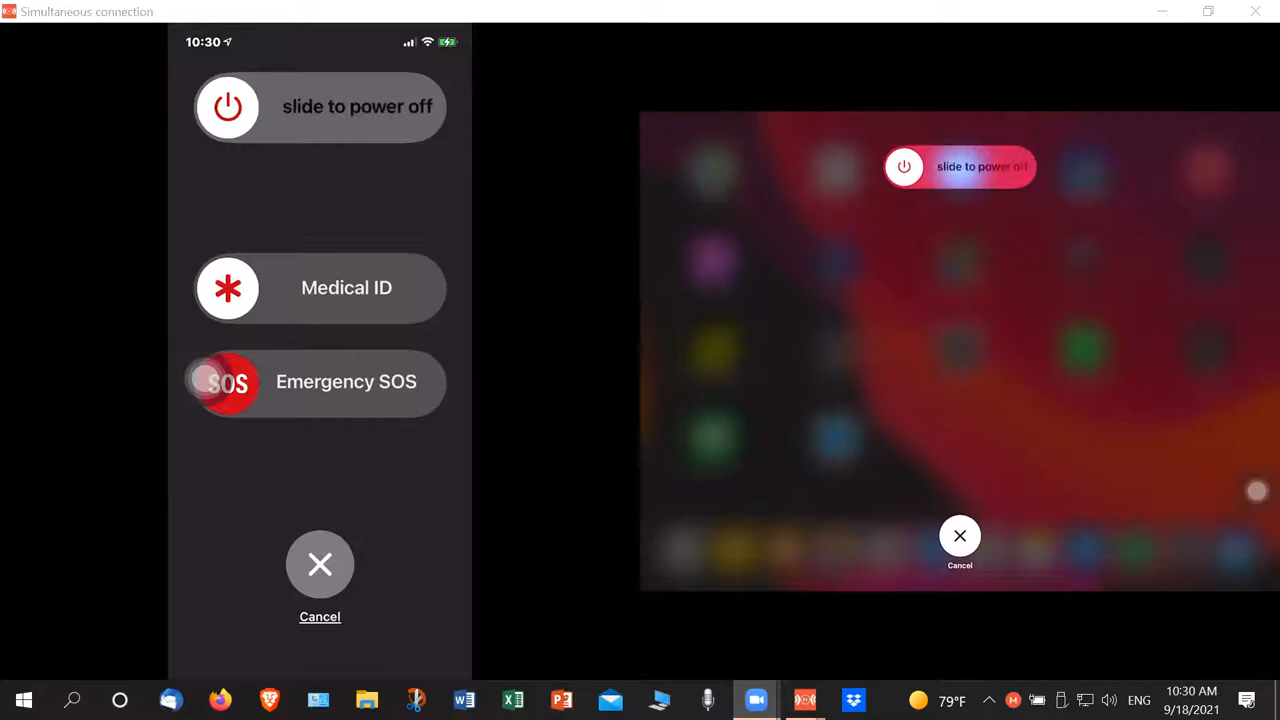 Simultaneous connection
10:30
slide to power off
Medical ID
SOS
Emergency SOS
Cancel
slide to power off
Cancel
79°F
ENG
10:30 AM
9/18/2021